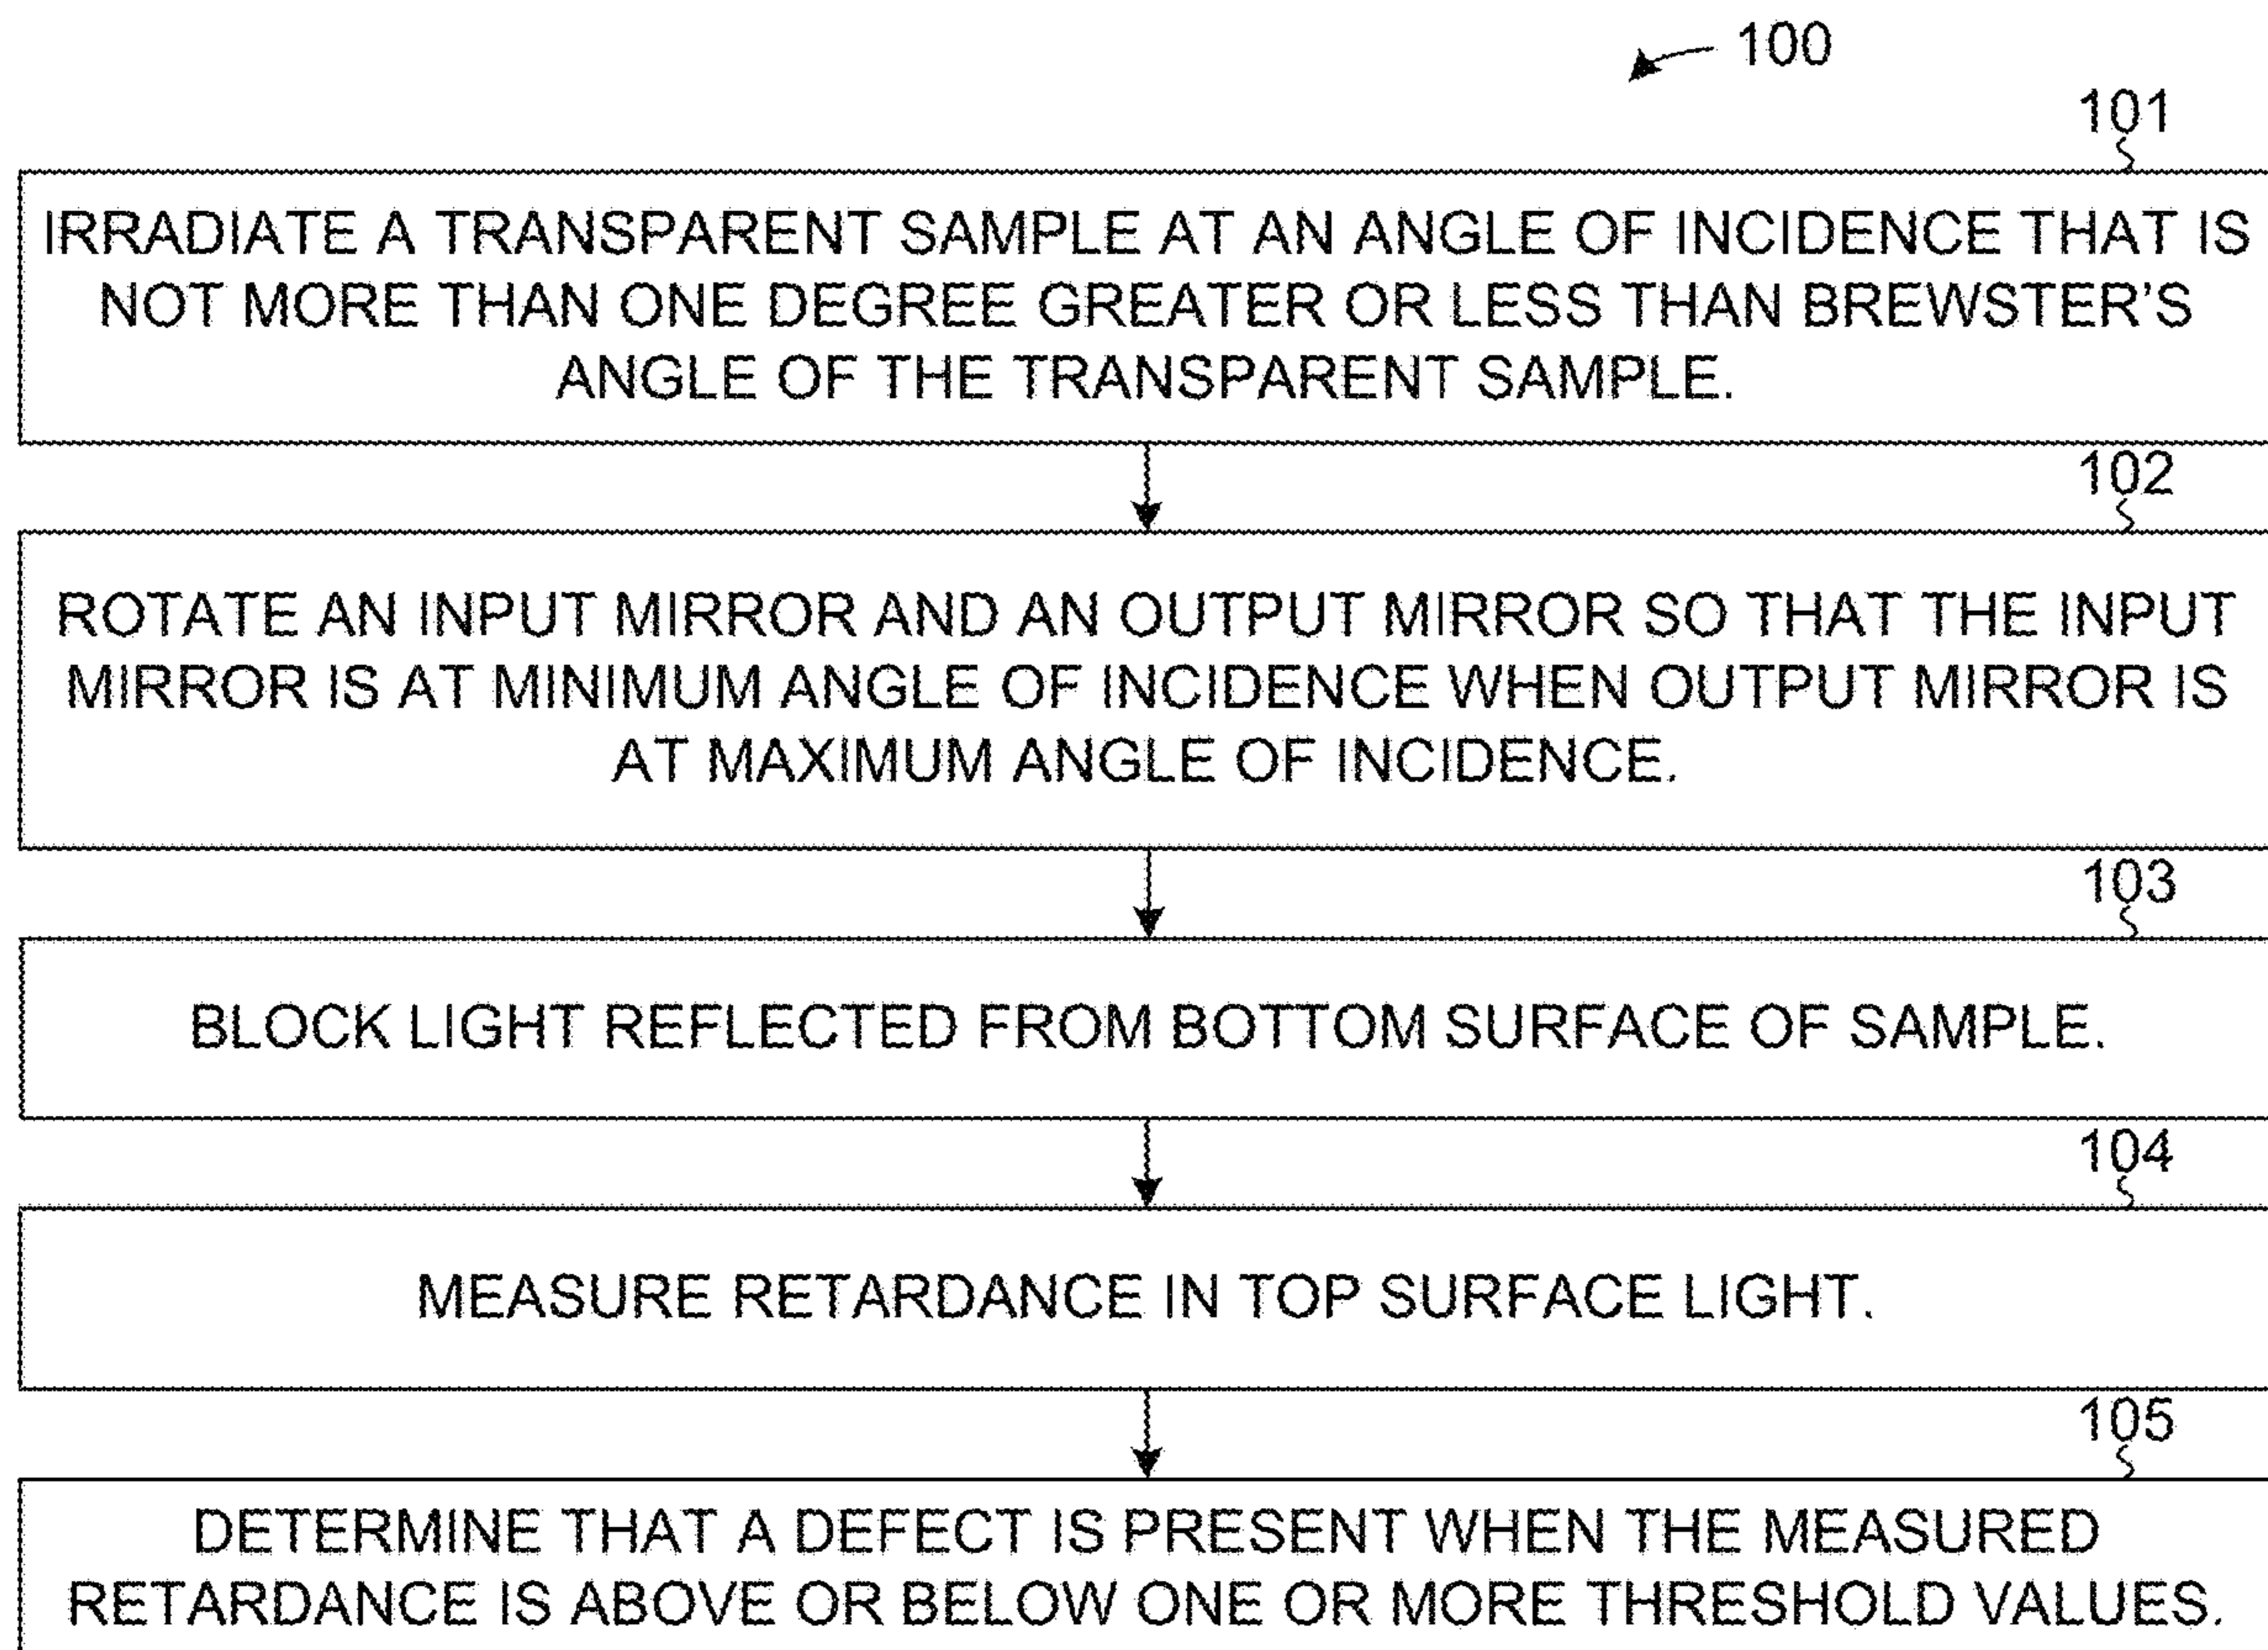 100
101
IRRADIATE A TRANSPARENT SAMPLE AT AN ANGLE OF INCIDENCE THAT IS
NOT MORE THAN ONE DEGREE GREATER OR LESS THAN BREWSTER'S
ANGLE OF THE TRANSPARENT SAMPLE.
102
ROTATE AN INPUT MIRROR AND AN OUTPUT MIRROR SO THAT THE INPUT
MIRROR IS AT MINIMUM ANGLE OF INCIDENCE WHEN OUTPUT MIRROR IS
AT MAXIMUM ANGLE OF INCIDENCE.
103
BLOCK LIGHT REFLECTED FROM BOTTOM SURFACE OF SAMPLE.
104
MEASURE RETARDANCE IN TOP SURFACE LIGHT.
105
DETERMINE THAT A DEFECT IS PRESENT WHEN THE MEASURED
RETARDANCE IS ABOVE OR BELOW ONE OR MORE THRESHOLD VALUES.